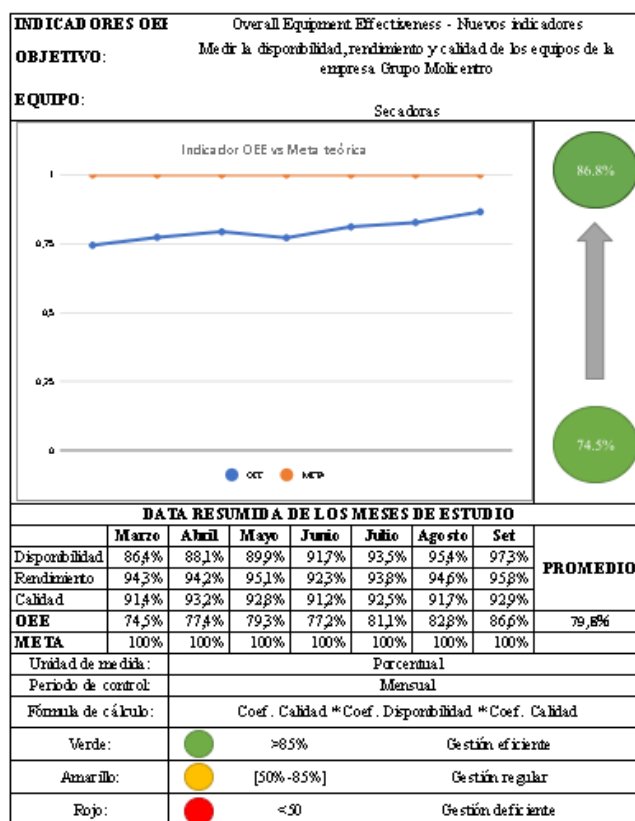 INDICADORES OEE Overall Equipment Effectiveness - Nuevos indicadores
OBJETIVO: Medir la disponibilidad, rendimiento y calidad de los equipos de la
empresa Grupo Molicentro
EQUIPO:
Secadoras
Indicador OEE vs Meta teórica
1
0,75
0,5
0,25
0
OEE META
86.8%
74.5%
DATA RESUMIDA DE LOS MESES DE ESTUDIO
Marzo Abril Mayo Junio Julio Agosto Set PROMEDIO
Disponibilidad 86,4% 88,1% 89,9% 91,7% 93,5% 95,4% 97,3%
Rendimiento 94,3% 94,2% 95,1% 92,3% 93,8% 94,6% 95,8%
Calidad 91,4% 93,2% 92,8% 91,2% 92,5% 91,7% 92,9%
OEE 74,5% 77,4% 79,3% 77,2% 81,1% 82,8% 86,6% 79,8%
META 100% 100% 100% 100% 100% 100% 100%
Unidad de medida: Porcentual
Periodo de control: Mensual
Fórmula de cálculo: Coef. Calidad *Coef. Disponibilidad *Coef. Calidad
Verde: >85% Gestión eficiente
Amarillo: [50%-85%] Gestión regular
Rojo: <50 Gestión deficiente